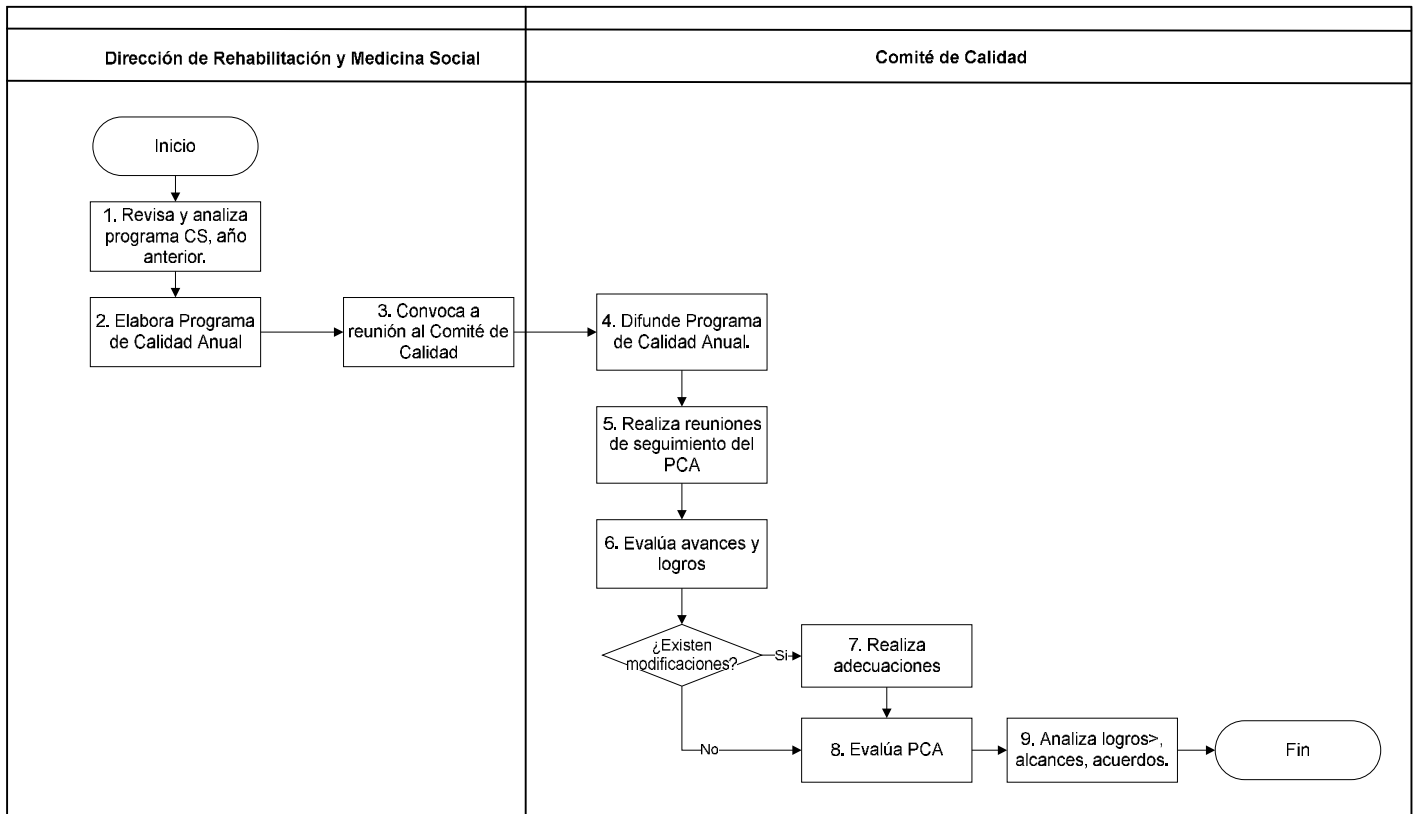 Dirección de Rehabilitación y Medicina Social
Comité de Calidad
Inicio
1. Revisa y analiza
programa CS, año
anterior.
2. Elabora Programa
de Calidad Anual
3. Convoca a
reunión al Comité de
Calidad
4. Difunde Programa
de Calidad Anual.
5. Realiza reuniones
de seguimiento del
PCA
6. Evalúa avances y
logros
¿Existen
modificaciones?
Si
7. Realiza
adecuaciones
No
8. Evalúa PCA
9. Analiza logros>,
alcances, acuerdos.
Fin